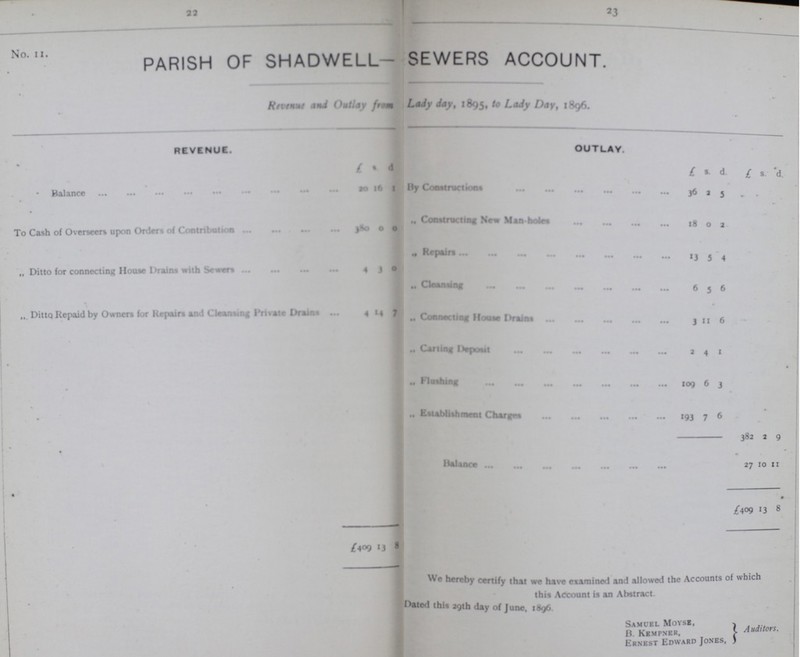 22
No. 11.
PARISH OF SHADWELL—
Revenue and Outlay from
REVENUE.
£ s. d
Balance ... ... ... ... ... ... ... ... ... 20 16 1
To Cash of Overseers upon Orders of Contribution ... ... ... ... 380 0 0
„ Ditto for connecting House Drains with Sewers ... ... ... ... 4 3 0
„ Ditto Repaid by Owners for Repairs and Cleansing Private Drains ... 4 14 7
£409 13 8
23
SEWERS ACCOUNT.
Lady day, 1895, to Lady Day, 1896.
OUTLAY.
£ s. d. £ s. d.
By Constructions ... ... ... ... ... ... 36 2 5
„ Constructing New Man-holes ... ... ... ... 18 0 2
„ Repairs ... ... ... ... ... ... ... ... 13 5 4
„ Cleansing ... ... ... ... ... ... ... 6 5 6
„ Connecting House Drains ... ... ... ... ... 3 11 6
„ Carting Deposit ... ... ... ... ... ... 2 4 1
„ Flushing ... ... ... ... ... ... ... 109 6 3
„ Establishment Charges ... ... ... ... ... 193 7 6
382 2 9
Balance ... ... ... ... ... ... ... 27 10 11
£409 13 8
We hereby certify that we have examined and allowed the Accounts of which
this Account is an Abstract.
Dated this 29th day of June, 1896.
SAMUEL MOYSE,
B. KEMPNER,
ERNEST EDWARD JONES, } Auditors.